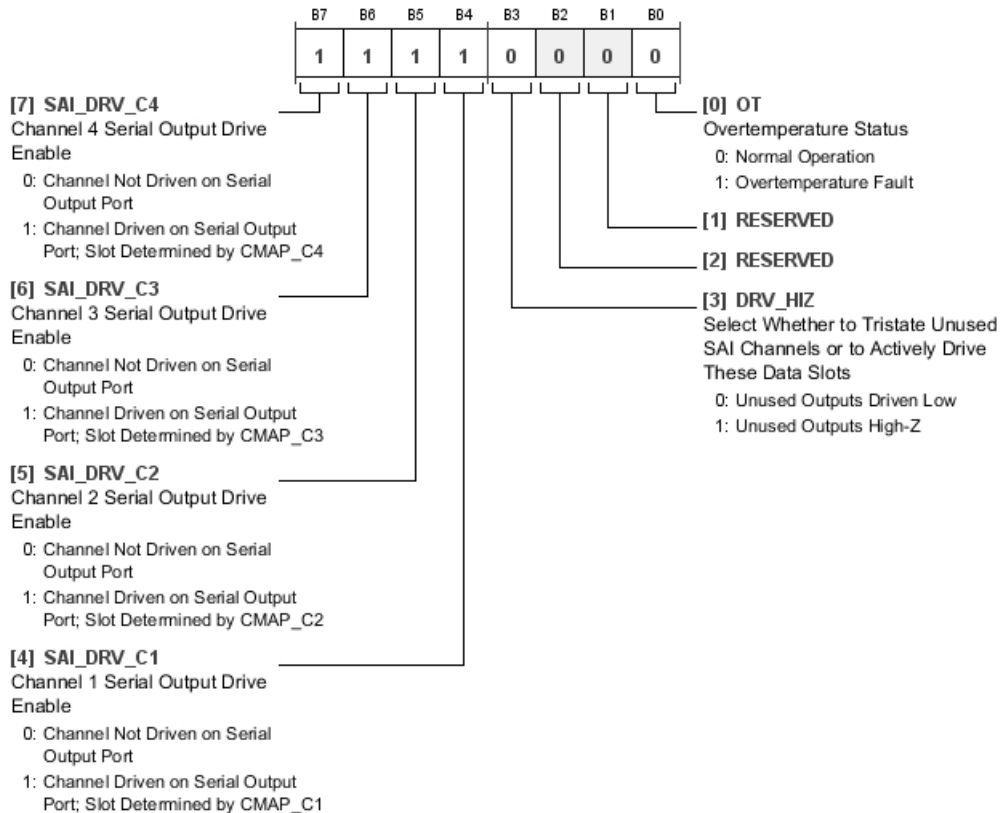 B7 B6 B5 B4 B3 B2 B1 B0
1 1 1 1 0 0 0 0
[7] SAI_DRV_C4
Channel 4 Serial Output Drive
Enable
0: Channel Not Driven on Serial
Output Port
1: Channel Driven on Serial Output
Port; Slot Determined by CMAP_C4
[6] SAI_DRV_C3
Channel 3 Serial Output Drive
Enable
0: Channel Not Driven on Serial
Output Port
1: Channel Driven on Serial Output
Port; Slot Determined by CMAP_C3
[5] SAI_DRV_C2
Channel 2 Serial Output Drive
Enable
0: Channel Not Driven on Serial
Output Port
1: Channel Driven on Serial Output
Port; Slot Determined by CMAP_C2
[4] SAI_DRV_C1
Channel 1 Serial Output Drive
Enable
0: Channel Not Driven on Serial
Output Port
1: Channel Driven on Serial Output
Port; Slot Determined by CMAP_C1
[0] OT
Overtemperature Status
0: Normal Operation
1: Overtemperature Fault
[1] RESERVED
[2] RESERVED
[3] DRV_HIZ
Select Whether to Tristate Unused
SAI Channels or to Actively Drive
These Data Slots
0: Unused Outputs Driven Low
1: Unused Outputs High-Z